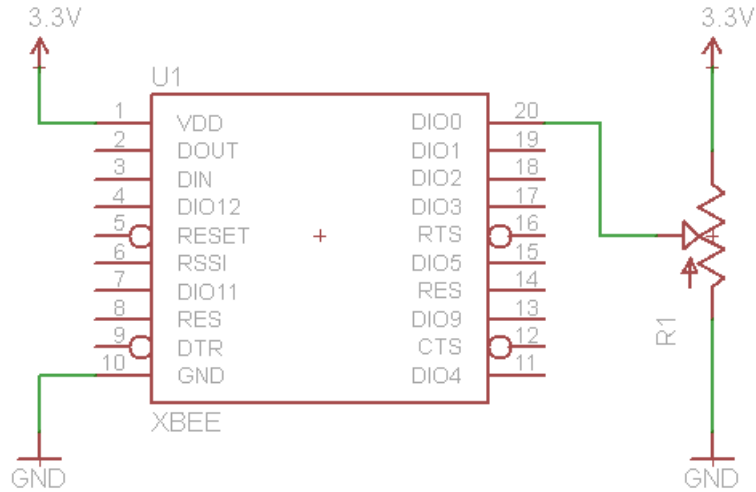 3.3V
3.3V
U1
1 VDD DIO0 20
2 DOUT DIO1 19
3 DIN DIO2 18
4 DIO12 DIO3 17
5 RESET RTS 16
6 RSSI DIO5 15
7 DIO11 RES 14
8 RES DIO9 13
9 DTR CTS 12
10 GND DIO4 11
XBEE
R1
GND
GND